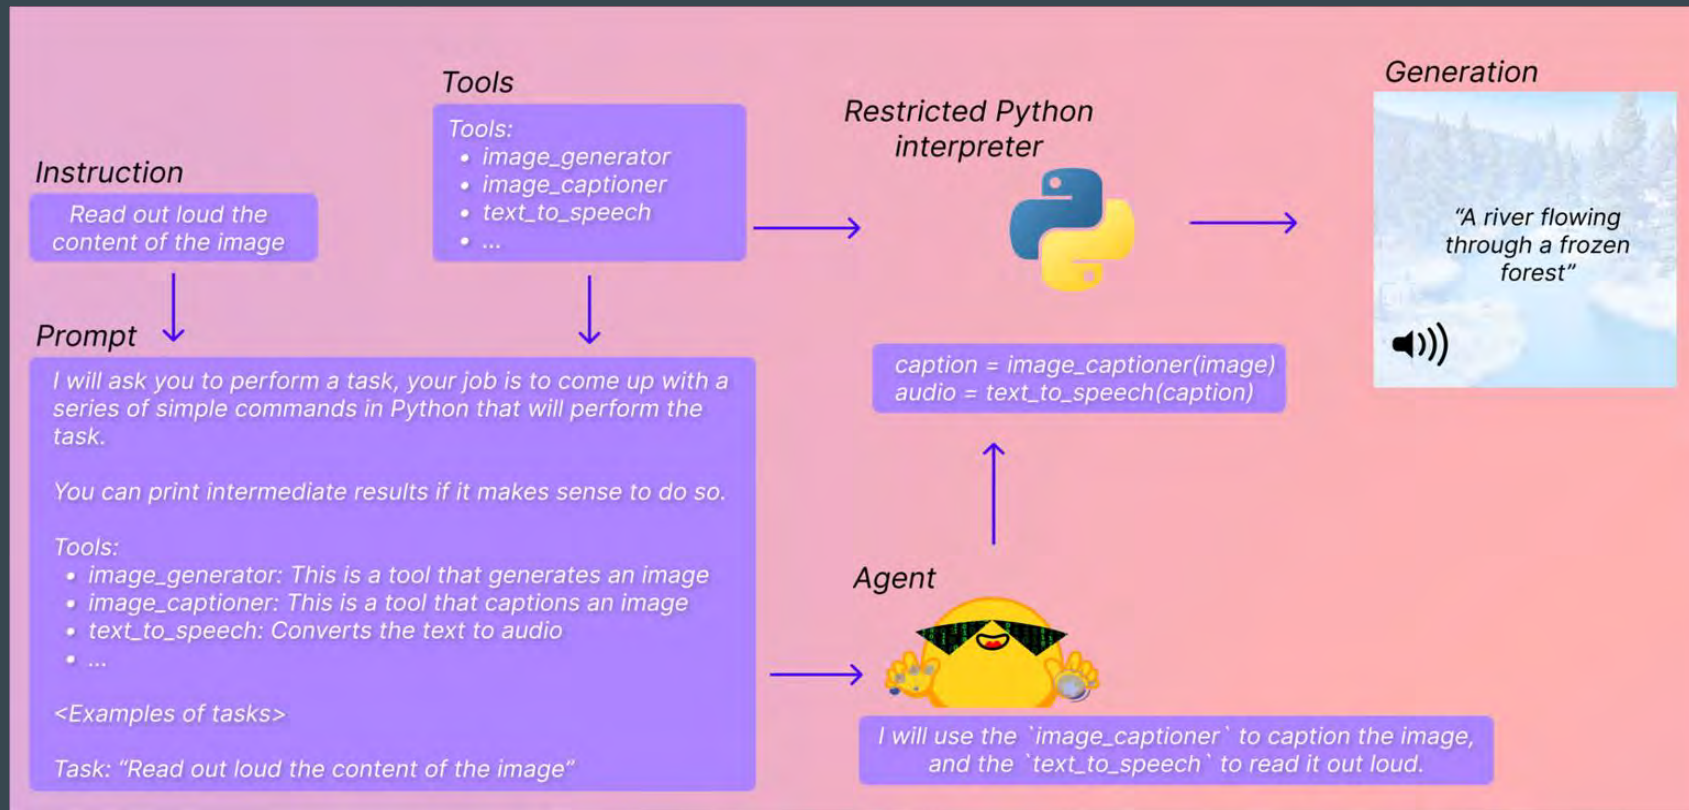 Instruction
Read out loud the
content of the image
Tools
Tools:
• image_generator
• image_captioner
• text_to_speech
• ...
Prompt
I will ask you to perform a task, your job is to come up with a
series of simple commands in Python that will perform the
task.
You can print intermediate results if it makes sense to do so.
Tools:
• image_generator: This is a tool that generates an image
• image_captioner: This is a tool that captions an image
• text_to_speech: Converts the text to audio
• ...
<Examples of tasks>
Task: “Read out loud the content of the image”
Agent
I will use the `image_captioner` to caption the image,
and the `text_to_speech` to read it out loud.
caption = image_captioner(image)
audio = text_to_speech(caption)
Restricted Python
interpreter
Generation
“A river flowing
through a frozen
forest”